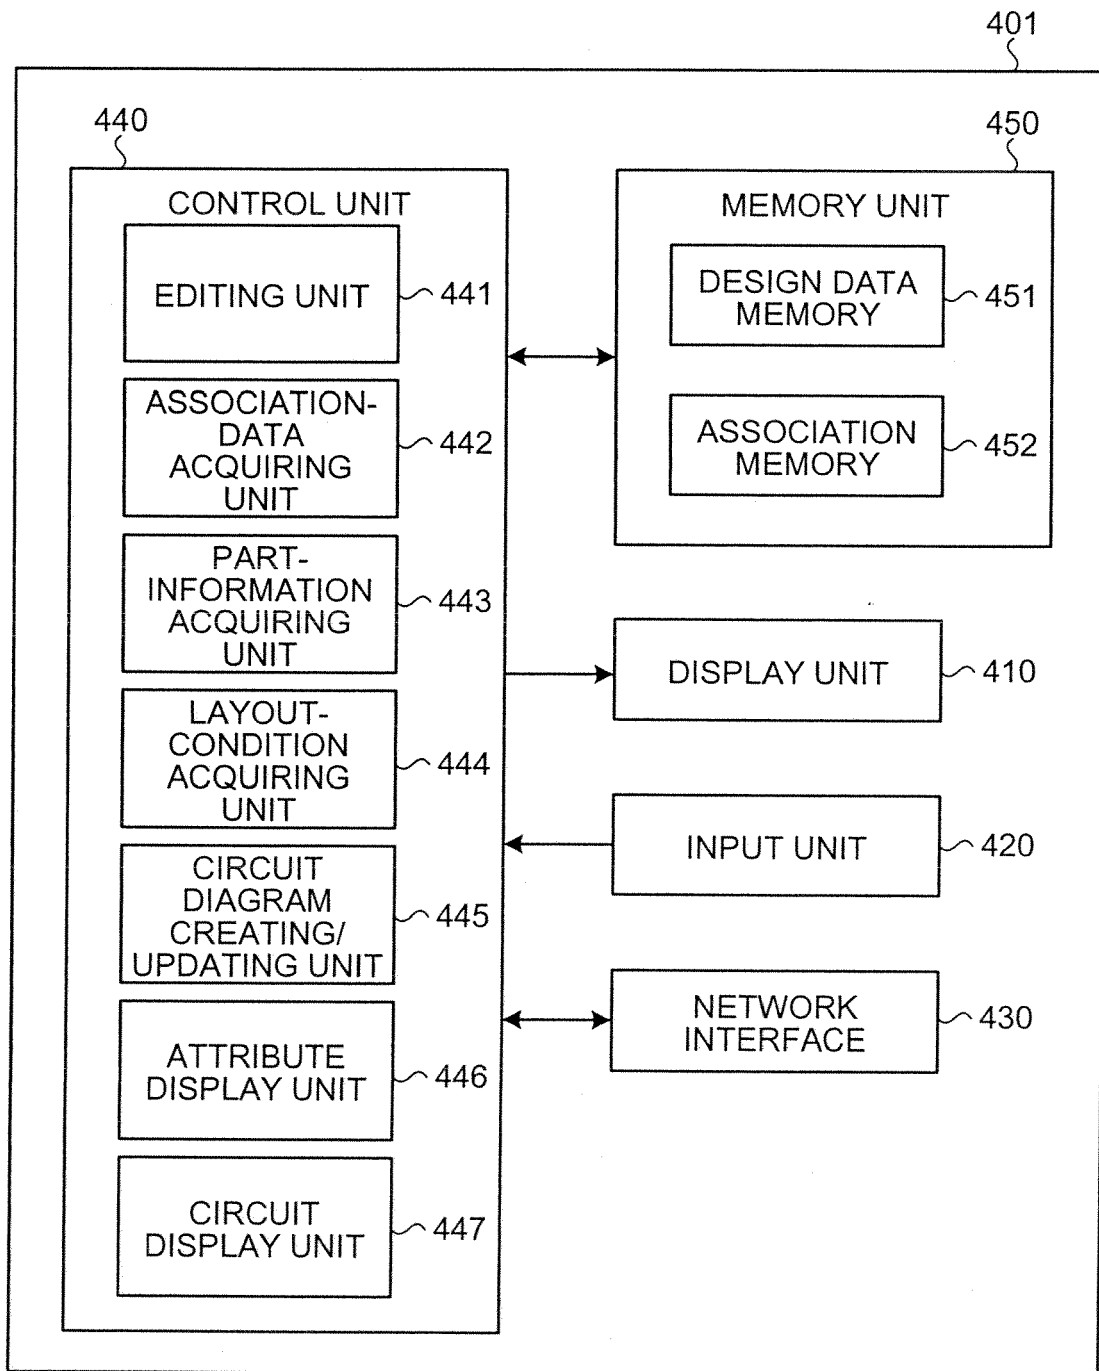 401
440
CONTROL UNIT
EDITING UNIT
441
ASSOCIATION-
DATA
ACQUIRING
UNIT
442
PART-
INFORMATION
ACQUIRING
UNIT
443
LAYOUT-
CONDITION
ACQUIRING
UNIT
444
CIRCUIT
DIAGRAM
CREATING/
UPDATING UNIT
445
ATTRIBUTE
DISPLAY UNIT
446
CIRCUIT
DISPLAY UNIT
447
450
MEMORY UNIT
DESIGN DATA
MEMORY
451
ASSOCIATION
MEMORY
452
DISPLAY UNIT
410
INPUT UNIT
420
NETWORK
INTERFACE
430